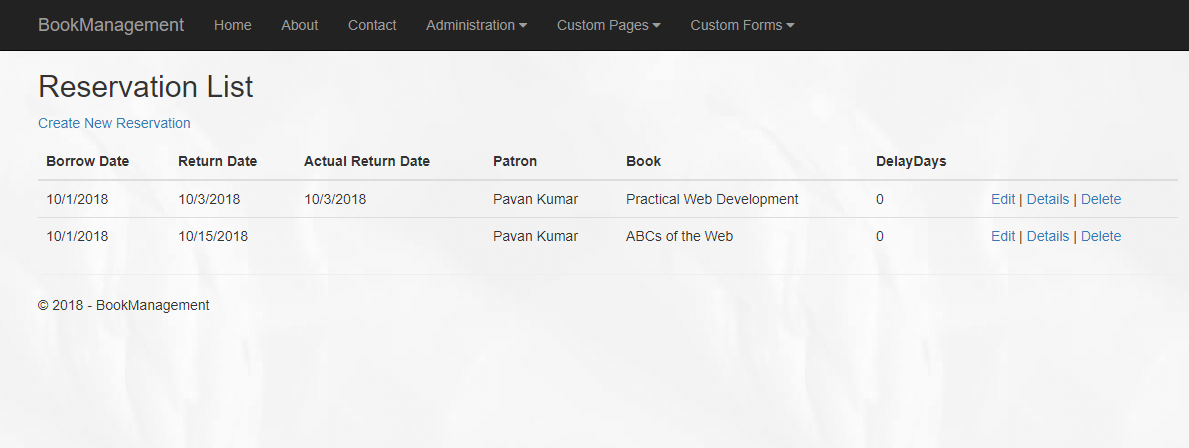 BookManagement Home About Contact Administration Custom Pages Custom Forms
Reservation List
Create New Reservation
Borrow Date Return Date Actual Return Date Patron Book DelayDays
10/1/2018 10/3/2018 10/3/2018 Pavan Kumar Practical Web Development 0 Edit | Details | Delete
10/1/2018 10/15/2018 Pavan Kumar ABCs of the Web 0 Edit | Details | Delete
© 2018 - BookManagement